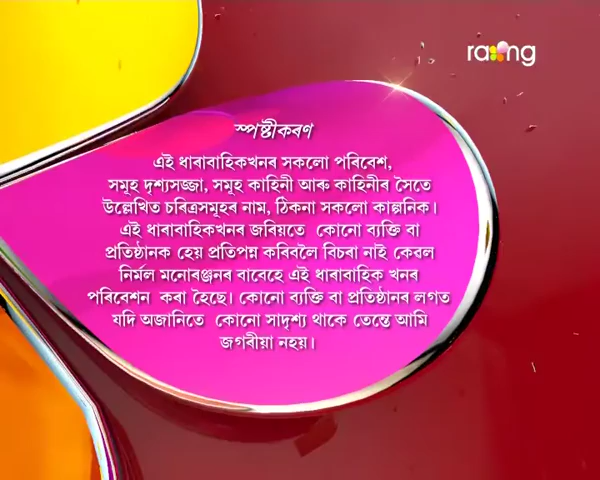 rang
স্পষ্টীকৰণ
এই ধাৰাবাহিকখনৰ সকলো পৰিবেশ,
সমূহ দৃশ্যসজ্জা, সমূহ কাহিনী আৰু কাহিনীৰ সৈতে
উল্লেখিত চৰিত্ৰসমূহৰ নাম, ঠিকনা সকলো কাল্পনিক।
এই ধাৰাবাহিকখনৰ জৰিয়তে কোনো ব্যক্তি বা
প্ৰতিষ্ঠানক হেয় প্ৰতিপন্ন কৰিবলৈ বিচৰা নাই কেৱল
নিৰ্মল মনোৰঞ্জনৰ বাবেহে এই ধাৰাবাহিক খনৰ
পৰিবেশন কৰা হৈছে। কোনো ব্যক্তি বা প্ৰতিষ্ঠানৰ লগত
যদি অজানিতে কোনো সাদৃশ্য থাকে তেন্তে আমি
জগৰীয়া নহয়।